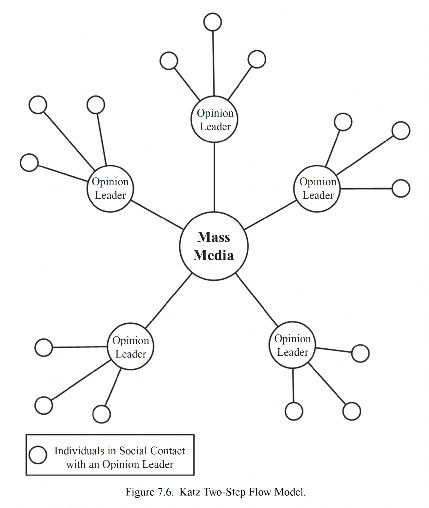 Opinion
Leader
Opinion
Leader
Opinion
Leader
Mass
Media
Opinion
Leader
Opinion
Leader
Individuals in Social Contact
with an Opinion Leader
Figure 7.6. Katz Two-Step Flow Model.